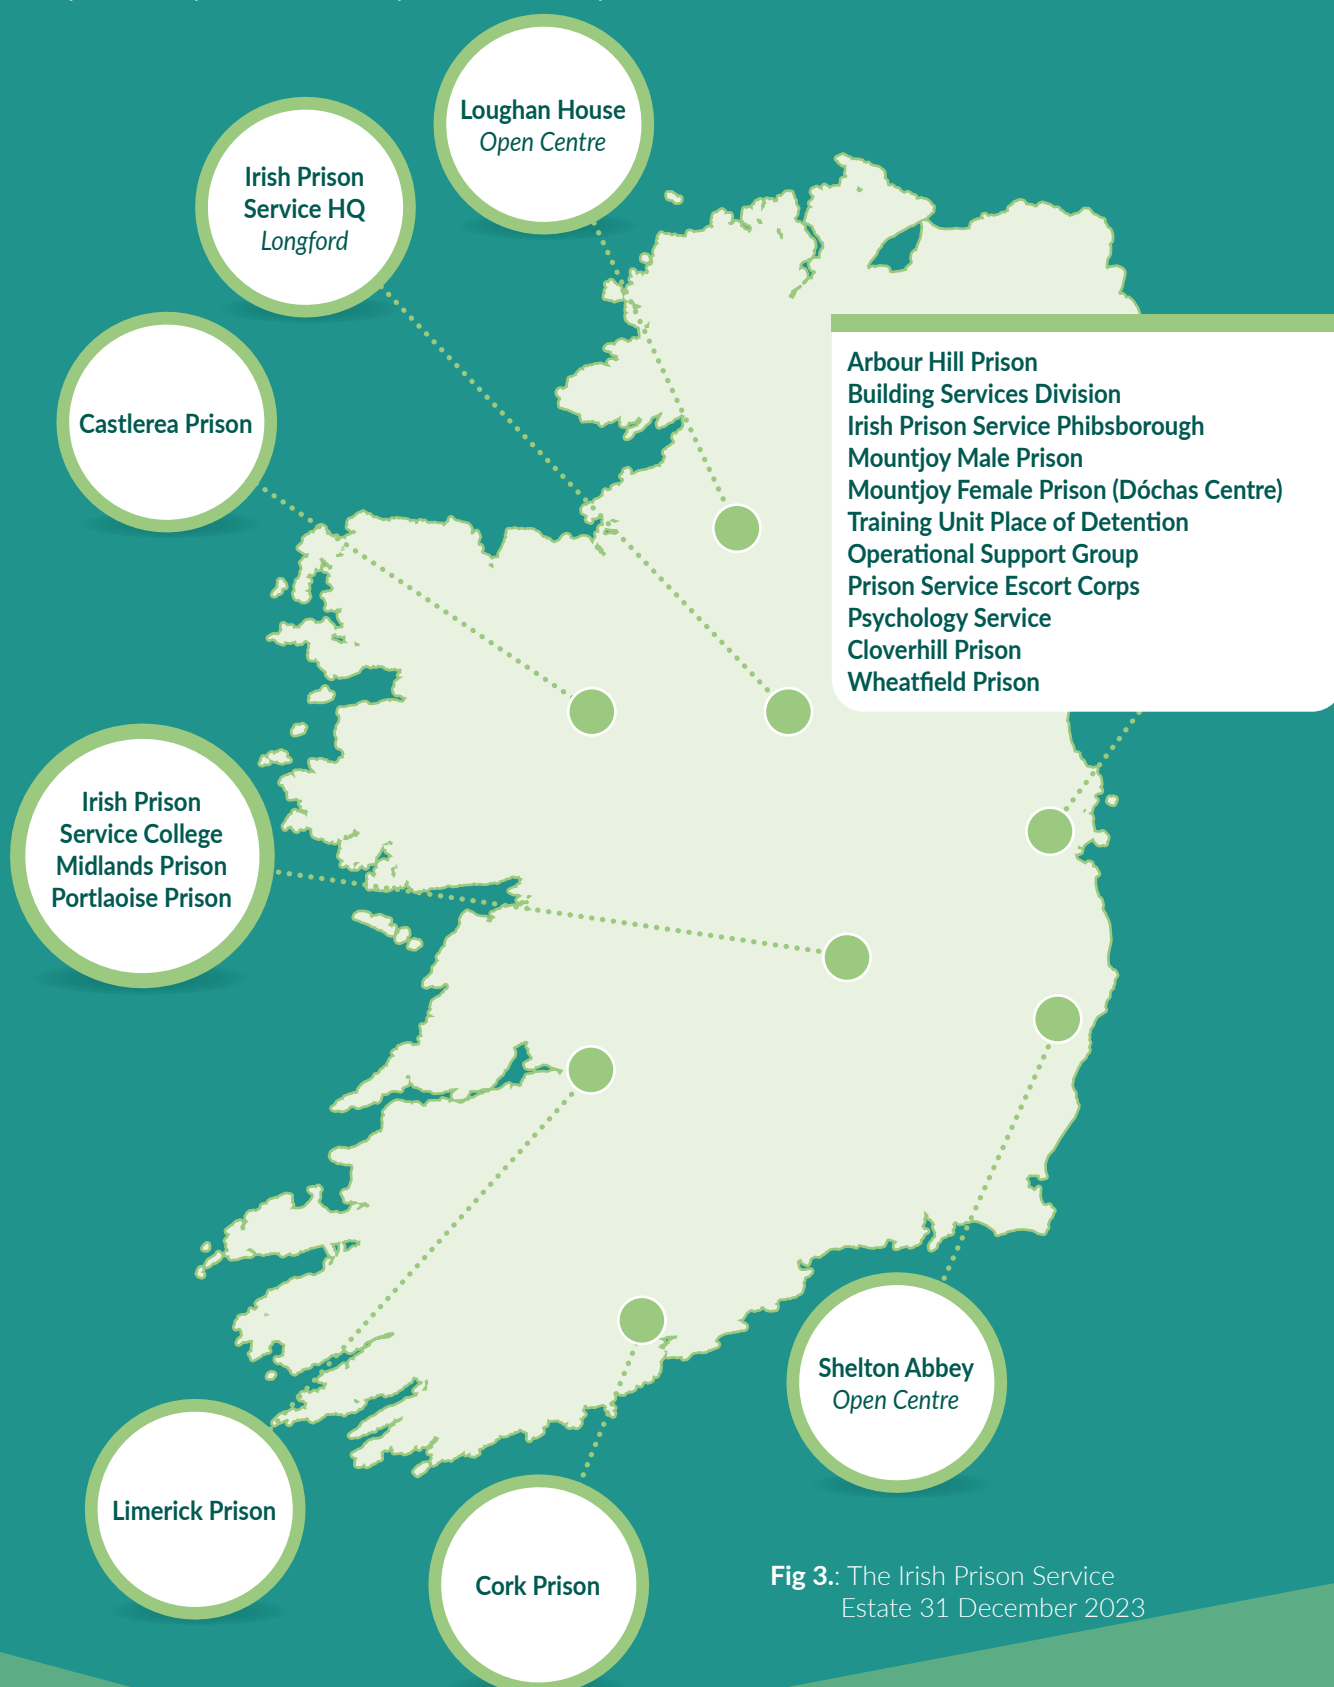 Loughan House
Open Centre
Irish Prison
Service HQ
Longford
Castlerea Prison
Arbour Hill Prison
Building Services Division
Irish Prison Service Phibsborough
Mountjoy Male Prison
Mountjoy Female Prison (Dóchas Centre)
Training Unit Place of Detention
Operational Support Group
Prison Service Escort Corps
Psychology Service
Cloverhill Prison
Wheatfield Prison
Irish Prison
Service College
Midlands Prison
Portlaoise Prison
Shelton Abbey
Open Centre
Limerick Prison
Cork Prison
Fig 3.: The Irish Prison Service
Estate 31 December 2023